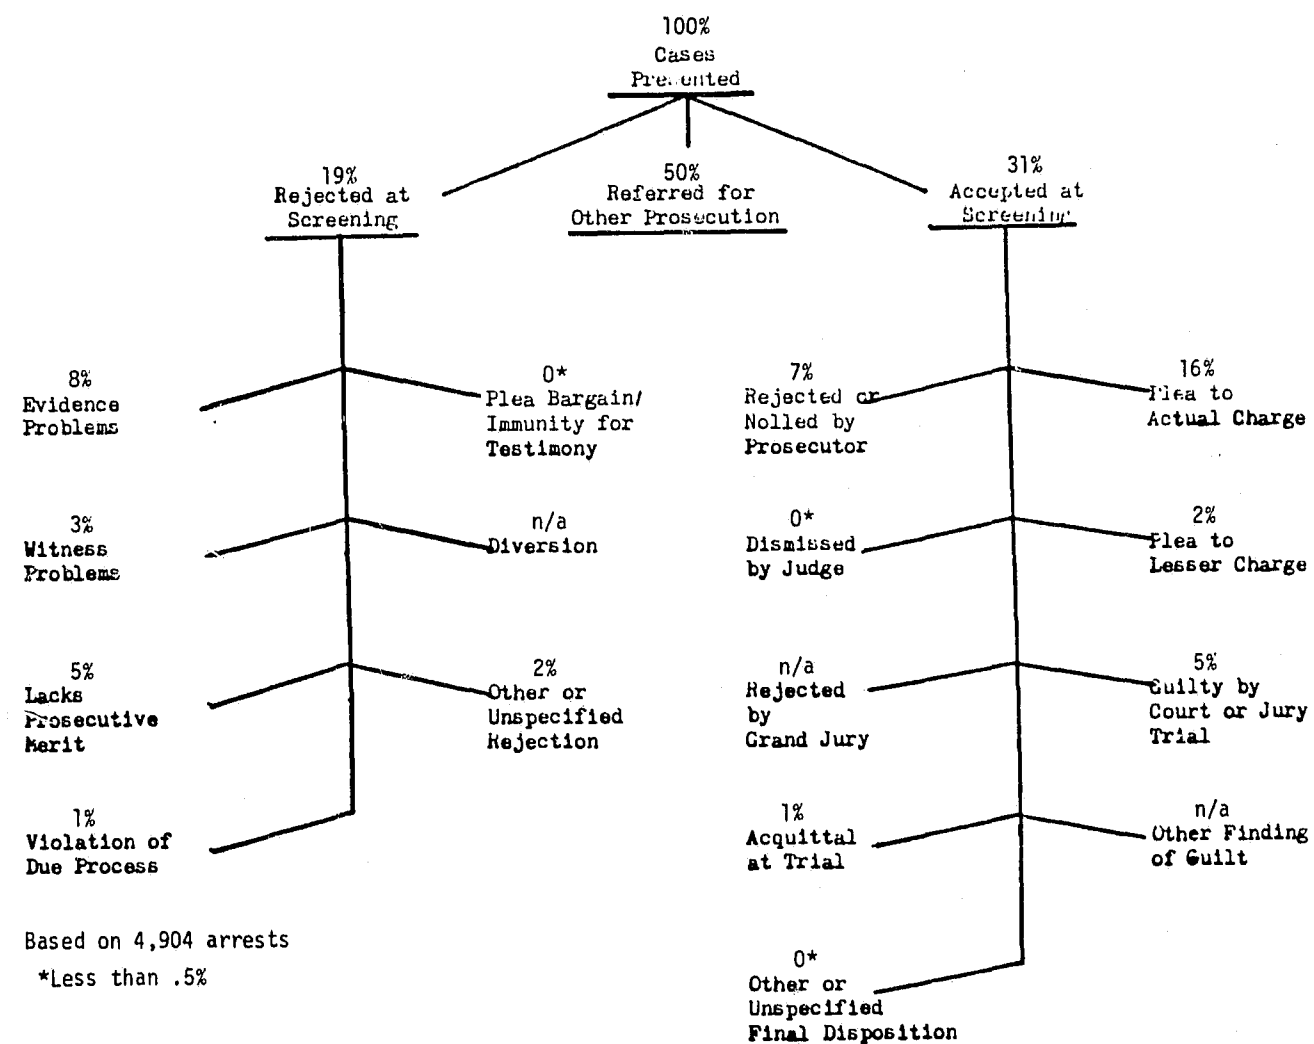 100%
Cases
Presented
19%
Rejected at
Screening
50%
Referred for
Other Prosecution
31%
Accepted at
Screening
8%
Evidence
Problems
0*
Plea Bargain/
Immunity for
Testimony
3%
Witness
Problems
n/a
Diversion
5%
Lacks
Prosecutive
Merit
2%
Other or
Unspecified
Rejection
1%
Violation of
Due Process
7%
Rejected or
Nolled by
Prosecutor
16%
Plea to
Actual Charge
0*
Dismissed
by Judge
2%
Plea to
Lesser Charge
n/a
Rejected
by
Grand Jury
5%
Guilty by
Court or Jury
Trial
1%
Acquittal
at Trial
n/a
Other Finding
of Guilt
0*
Other or
Unspecified
Final Disposition
Based on 4,904 arrests
*Less than .5%